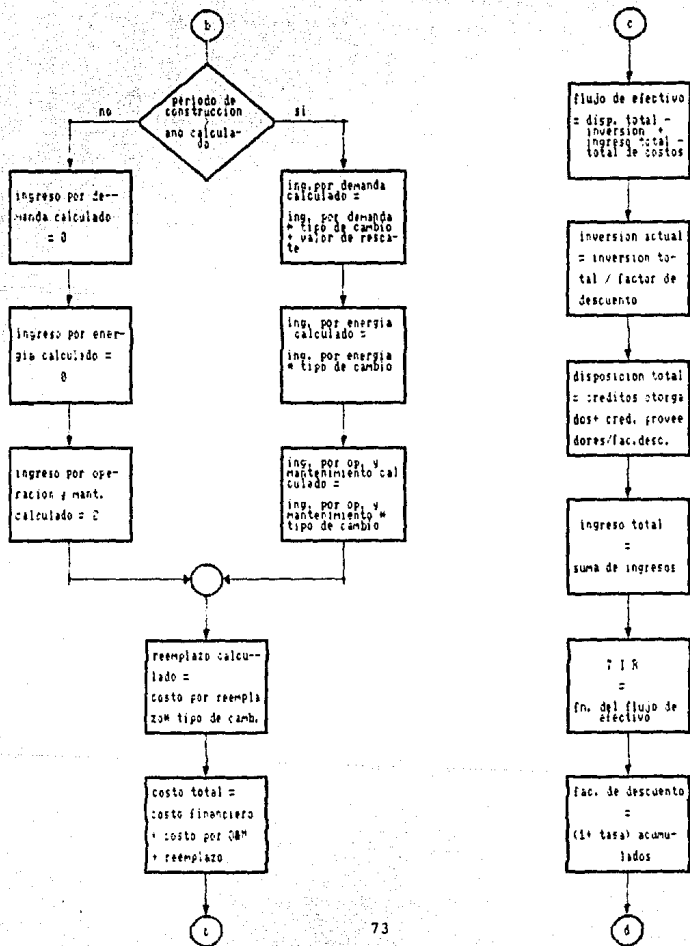 b
periodo de
construccion
y
ano calcula-
do
no
si
ingreso por de--
manda calculado
= 0
ingreso por ener-
gia calculado =
0
ingreso por ope-
racion y mant.
calculado = 0
ing. por demanda
calculado =
ing. por demanda
* tipo de cambio
+ valor de resca-
te
ing. por energia
calculado =
ing. por energia
* tipo de cambio
ing. por op. y
mantenimiento cal
culado =
ing. por op. y
mantenimiento *
tipo de cambio
reemplazo calcu--
lado =
costo por reempla
zo* tipo de camb.
costo total =
costo financiero
+ costo por O&M
+ reemplazo
c
c
flujo de efectivo
= disp. total -
inversion +
ingreso total -
total de costos
inversion actual
= inversion to-
tal / factor de
descuento
disposicion total
= creditos otorga
dos+ cred. provee
dores/fac.desc.
ingreso total
=
suma de ingresos
T I R
=
fn. del flujo de
efectivo
fac. de descuento
=
(1+ tasa) acumu-
lados
d
73